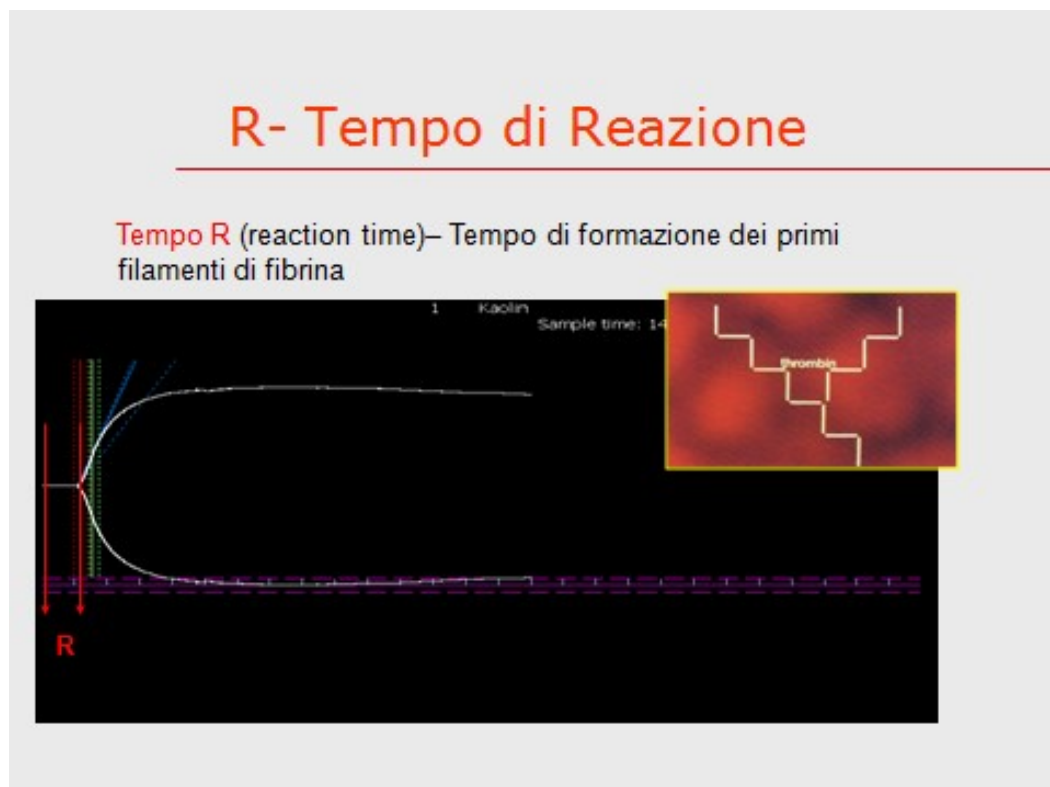 R- Tempo di Reazione
Tempo R (reaction time)– Tempo di formazione dei primi
filamenti di fibrina
1 Kaolin
Sample time: 14
thrombin
R